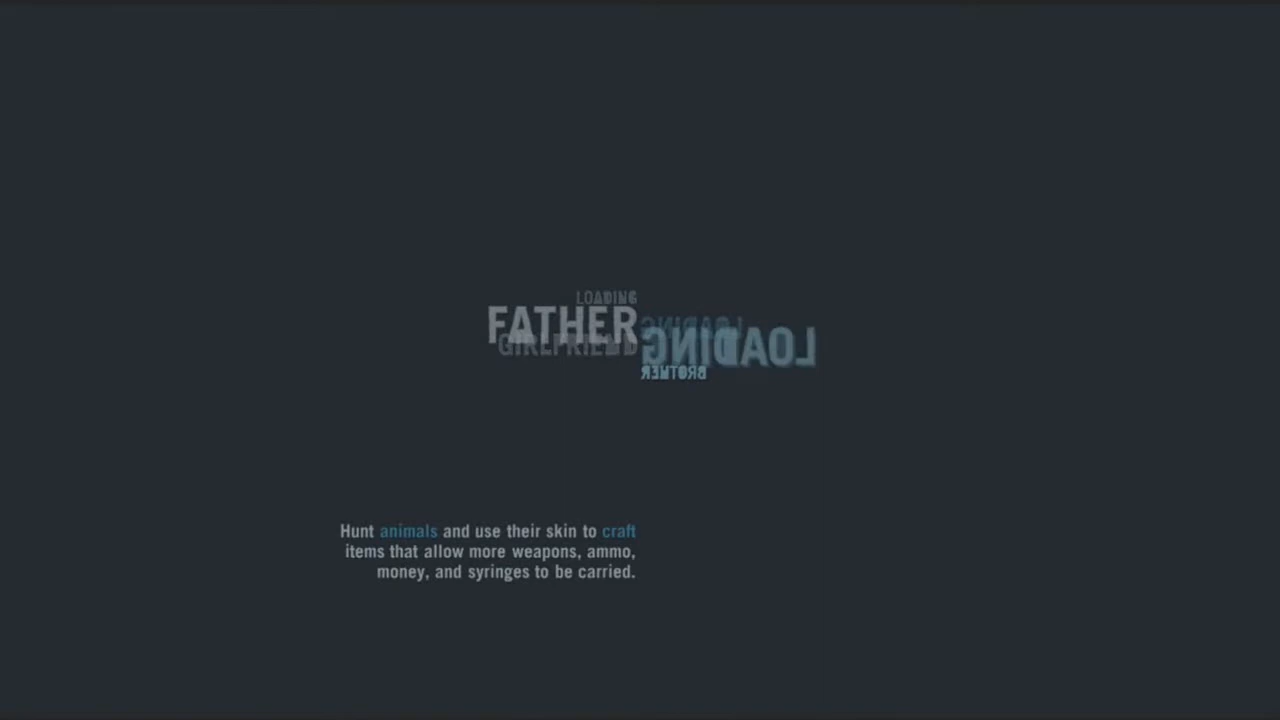 LOADING
FATHER
GIRLFRIEND
LOADING
LOADING
BROTHER
Hunt animals and use their skin to craft
items that allow more weapons, ammo,
money, and syringes to be carried.